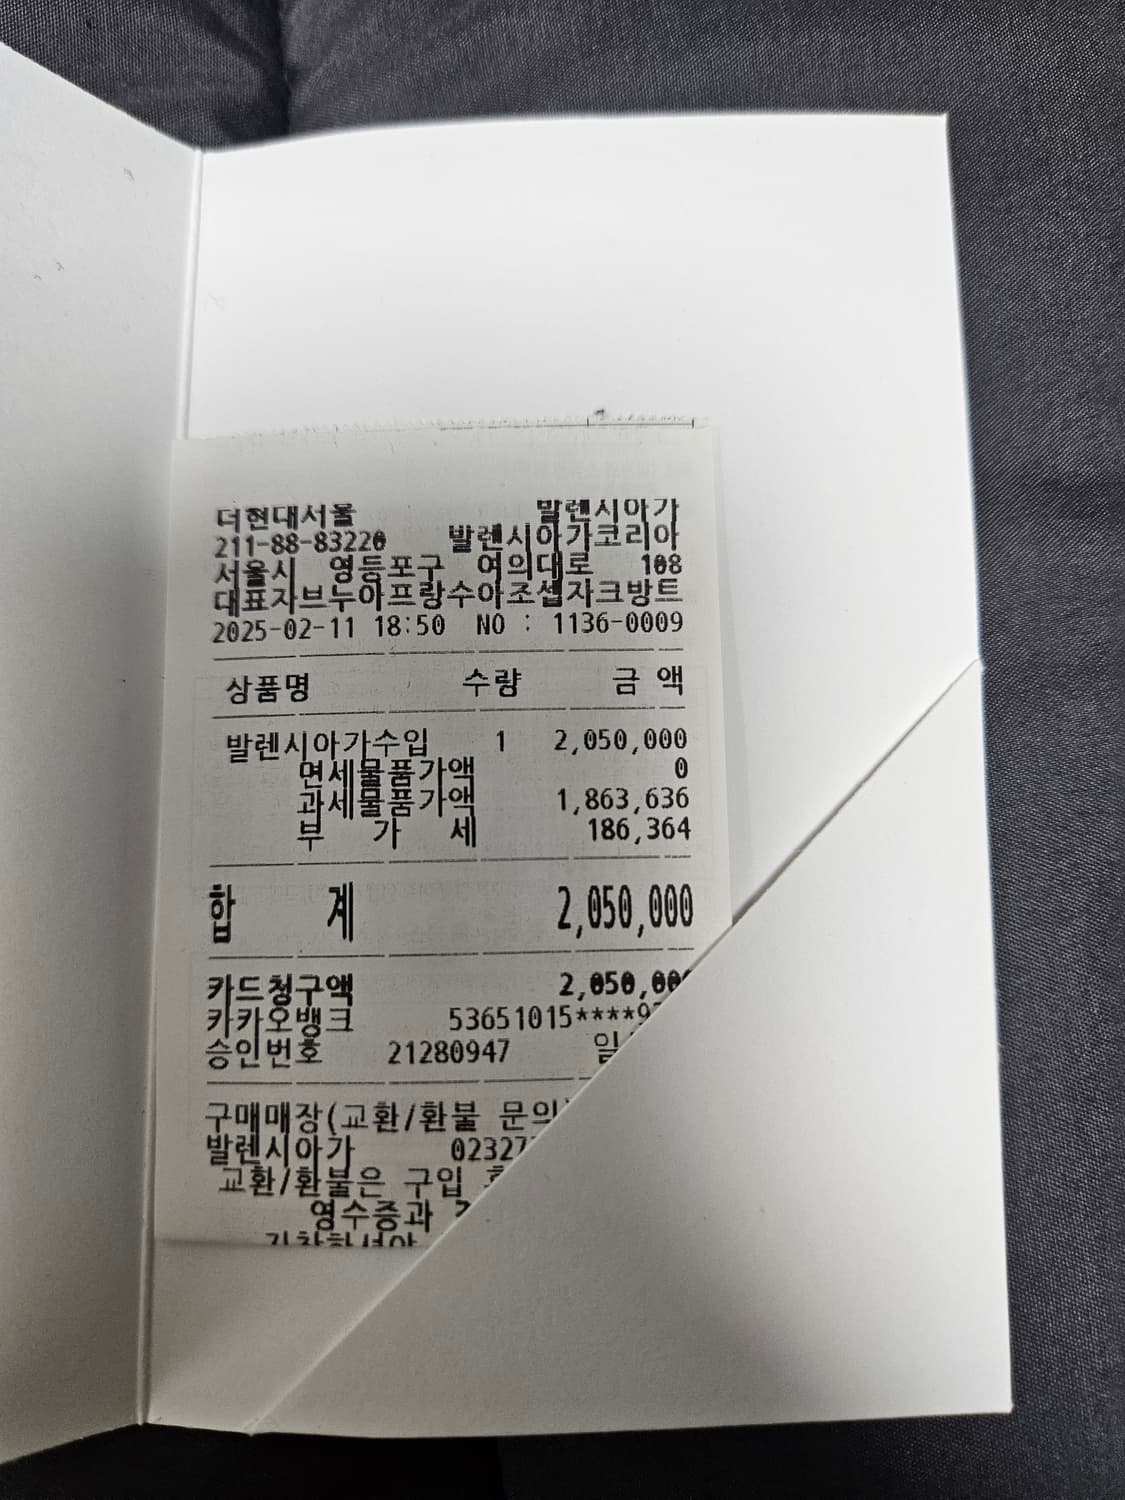 더현대서울 발렌시아가
211-88-83220 발렌시아가코리아
서울시 영등포구 여의대로 108
대표자브누아프랑수아조셉자크방트
2025-02-11 18:50 NO : 1136-0009
상품명 수량 금 액
발렌시아가수입 1 2,050,000
면세물품가액 0
과세물품가액 1,863,636
부 가 세 186,364
합 계 2,050,000
카드청구액 2,050,000
카카오뱅크 53651015****9
승인번호 21280947 일
구매매장(교환/환불 문의)
발렌시아가 02327
교환/환불은 구입
영수증과